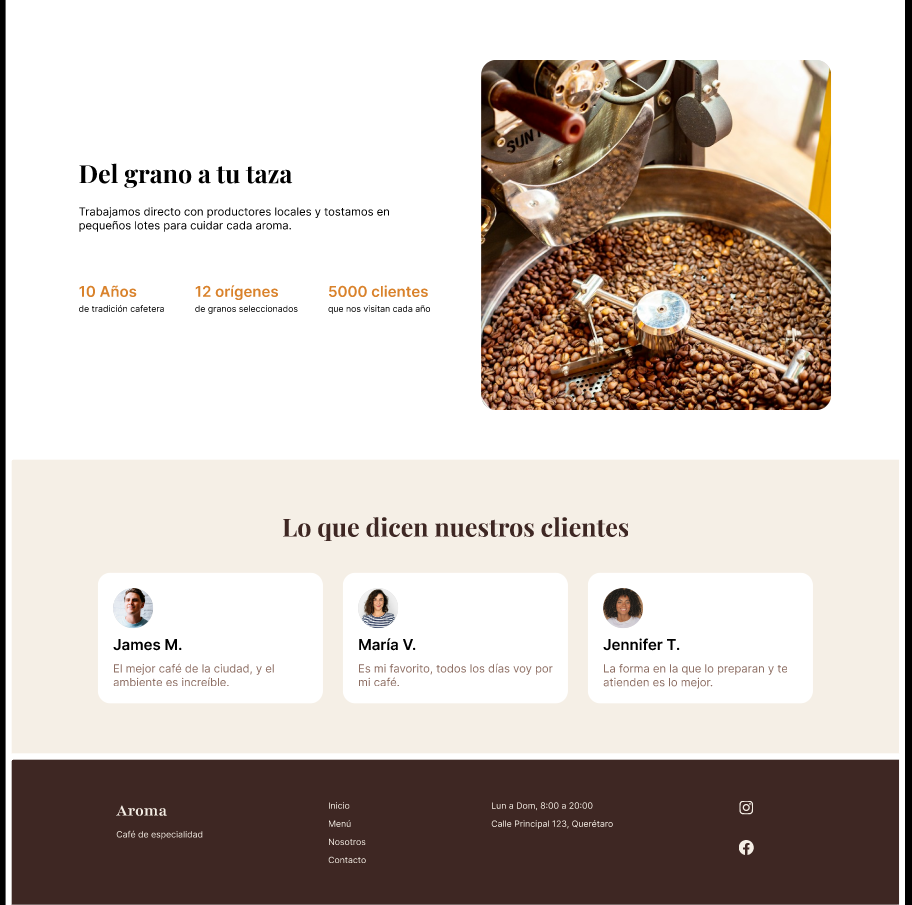 Del grano a tu taza
Trabajamos directo con productores locales y tostamos en
pequeños lotes para cuidar cada aroma.
10 Años
de tradición cafetera
12 orígenes
de granos seleccionados
5000 clientes
que nos visitan cada año
Lo que dicen nuestros clientes
James M.
El mejor café de la ciudad, y el
ambiente es increíble.
María V.
Es mi favorito, todos los días voy por
mi café.
Jennifer T.
La forma en la que lo preparan y te
atienden es lo mejor.
Aroma
Café de especialidad
Inicio
Menú
Nosotros
Contacto
Lun a Dom, 8:00 a 20:00
Calle Principal 123, Querétaro